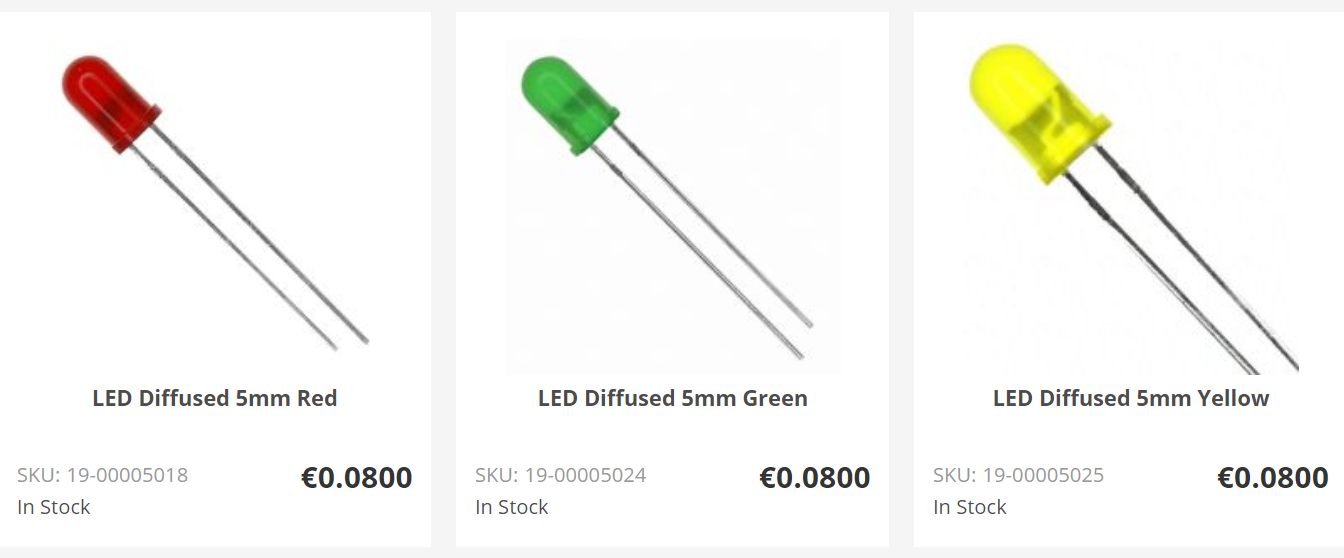 LED Diffused 5mm Red
SKU: 19-00005018
€0.0800
In Stock
LED Diffused 5mm Green
SKU: 19-00005024
€0.0800
In Stock
LED Diffused 5mm Yellow
SKU: 19-00005025
€0.0800
In Stock